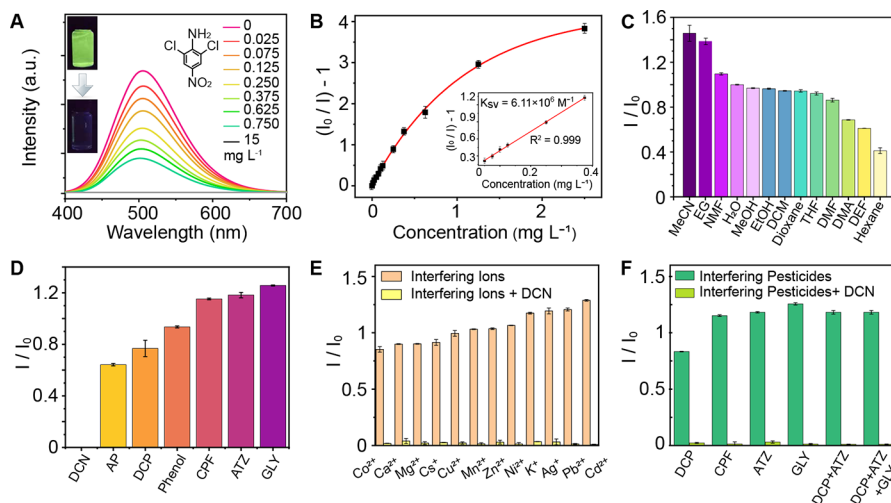 A
NH₂
Cl
Cl
NO₂
0
0.025
0.075
0.125
0.250
0.375
0.625
0.750
15
mg L⁻¹
Intensity (a.u.)
400
500
600
700
Wavelength (nm)
B
(I₀ / I) - 1
4
3
2
1
0
0
1
2
Concentration (mg L⁻¹)
Ksv = 6.11×10⁶ M⁻¹
R² = 0.999
(I₀ / I) - 1
1.2
0.9
0.6
0.3
0.0
0.2
0.4
Concentration (mg L⁻¹)
C
I / I₀
1.6
1.2
0.8
0.4
0
MeCN
EG
NMF
H₂O
MeOH
EtOH
DCM
Dioxane
THF
DMF
DMA
DEF
Hexane
D
I / I₀
1.2
0.8
0.4
0
DCN
AP
DCP
Phenol
CPF
ATZ
GLY
E
Interfering Ions
Interfering Ions + DCN
I / I₀
1.5
1
0.5
0
Co²⁺
Ca²⁺
Mg²⁺
Cs⁺
Cu²⁺
Mn²⁺
Zn²⁺
Ni²⁺
K⁺
Ag⁺
Pb²⁺
Cd²⁺
F
Interfering Pesticides
Interfering Pesticides+ DCN
I / I₀
1.5
1
0.5
0
DCP
CPF
ATZ
GLY
DCP+ATZ
DCP+ATZ
+GLY